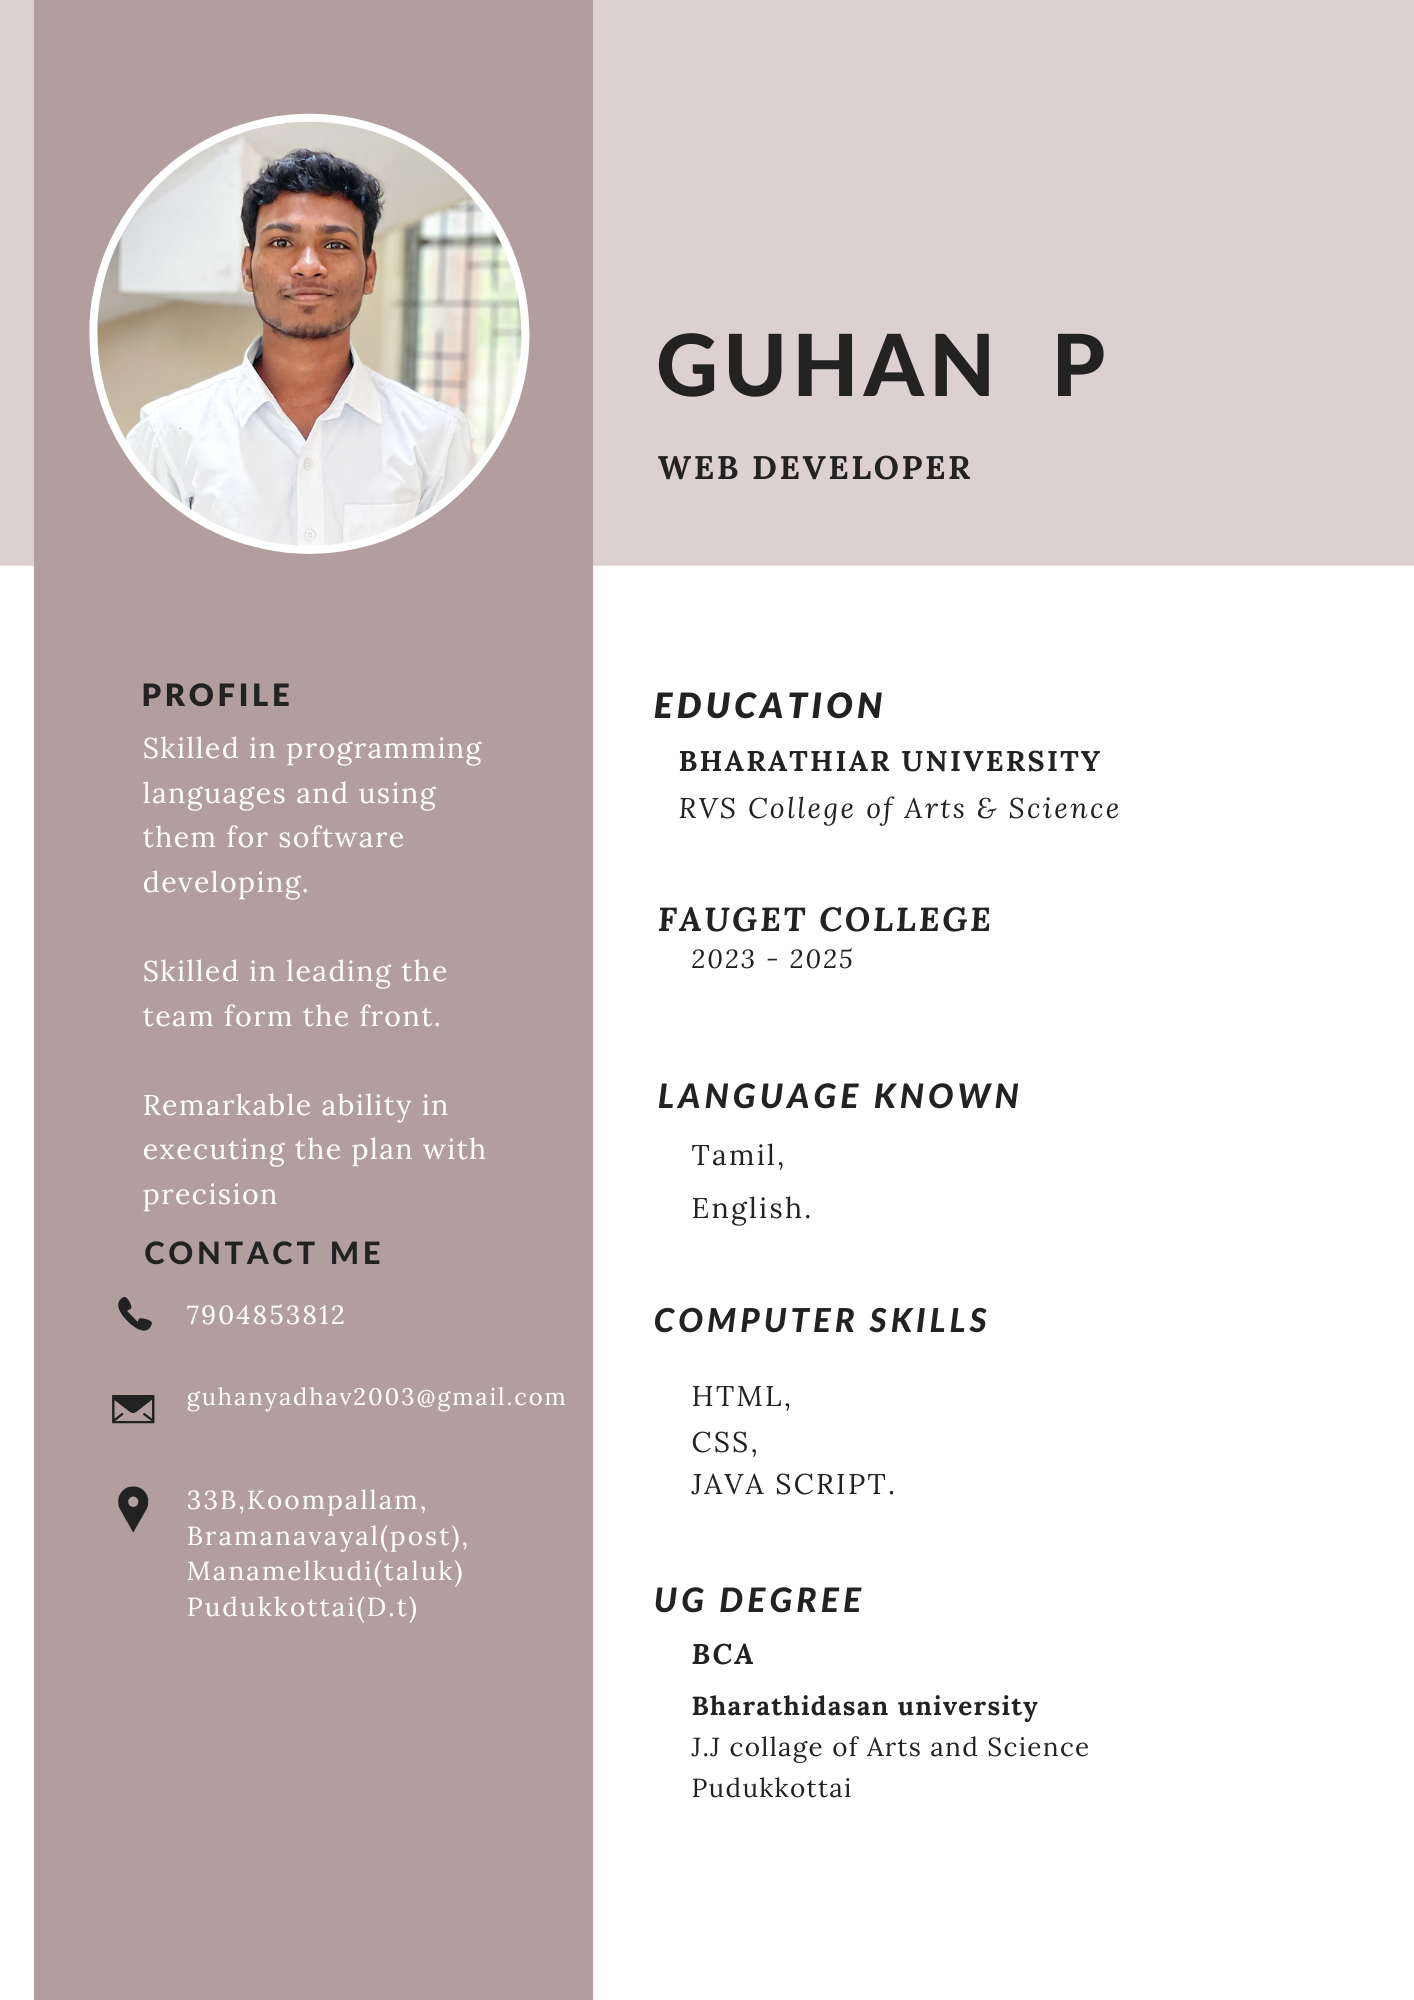 GUHAN P
WEB DEVELOPER
PROFILE
Skilled in programming
languages and using
them for software
developing.
Skilled in leading the
team form the front.
Remarkable ability in
executing the plan with
precision
CONTACT ME
7904853812
guhanyadhav2003@gmail.com
33B,Koompallam,
Bramanavayal(post),
Manamelkudi(taluk)
Pudukkottai(D.t)
EDUCATION
BHARATHIAR UNIVERSITY
RVS College of Arts & Science
FAUGET COLLEGE
2023 - 2025
LANGUAGE KNOWN
Tamil,
English.
COMPUTER SKILLS
HTML,
CSS,
JAVA SCRIPT.
UG DEGREE
BCA
Bharathidasan university
J.J collage of Arts and Science
Pudukkottai